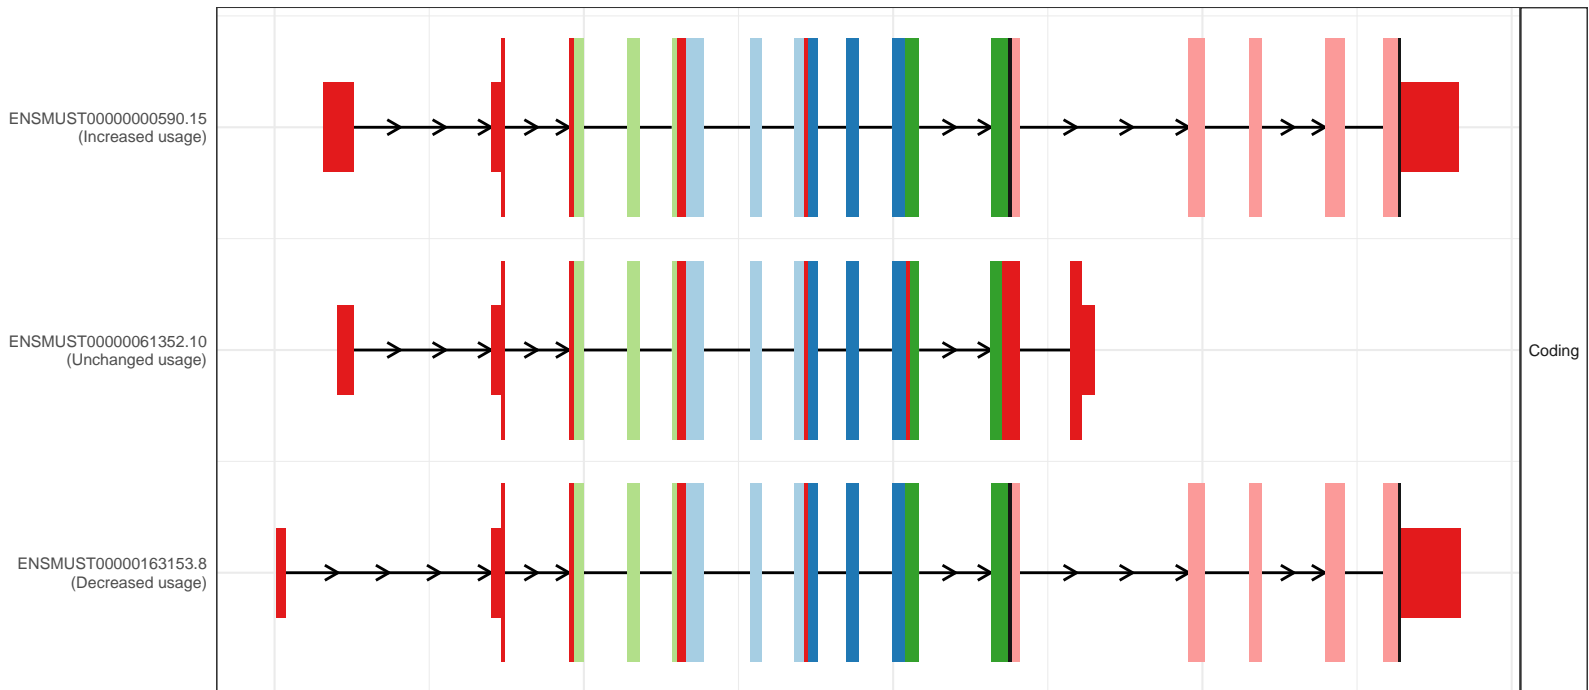 ENSMUST00000000590.15
(Increased usage)
ENSMUST00000061352.10
(Unchanged usage)
Coding
ENSMUST00000163153.8
(Decreased usage)